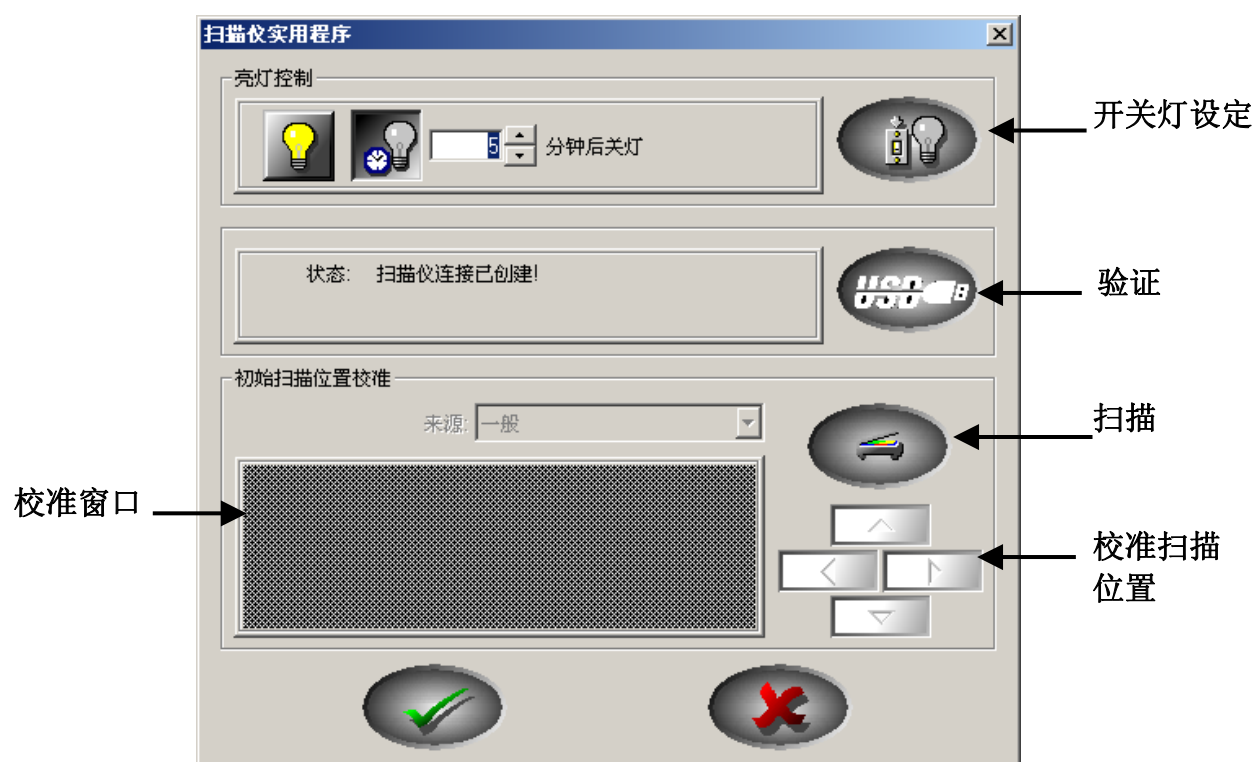 扫描仪实用程序
亮灯控制
5 分钟后关灯
开关灯设定
状态: 扫描仪连接已创建!
USB
验证
初始扫描位置校准
来源: 一般
扫描
校准窗口
校准扫描
位置